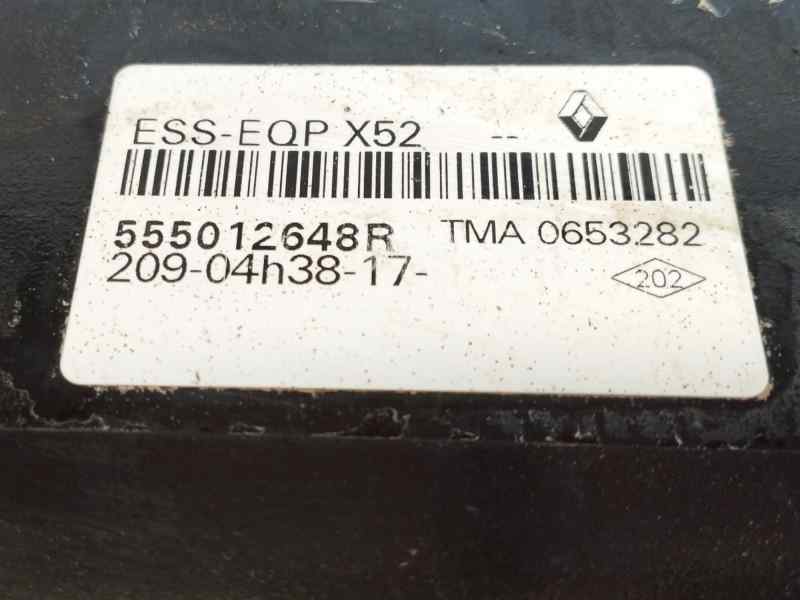 ESS-EQP X52 --
555012648R TMA 0653282
209-04h38-17-
202